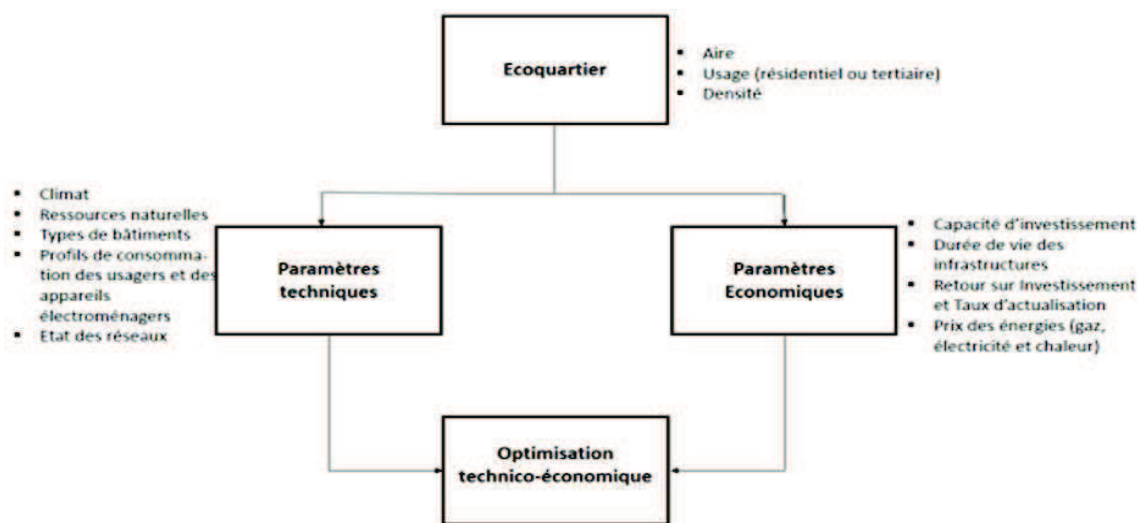 Ecoquartier
▪ Aire
▪ Usage (résidentiel ou tertiaire)
▪ Densité
▪ Climat
▪ Ressources naturelles
▪ Types de bâtiments
▪ Profils de consomma-
tion des usagers et des
appareils
électroménagers
▪ Etat des réseaux
Paramètres
techniques
Paramètres
Economiques
▪ Capacité d'investissement
▪ Durée de vie des
infrastructures
▪ Retour sur Investissement
et Taux d'actualisation
▪ Prix des énergies (gaz,
électricité et chaleur)
Optimisation
technico-économique